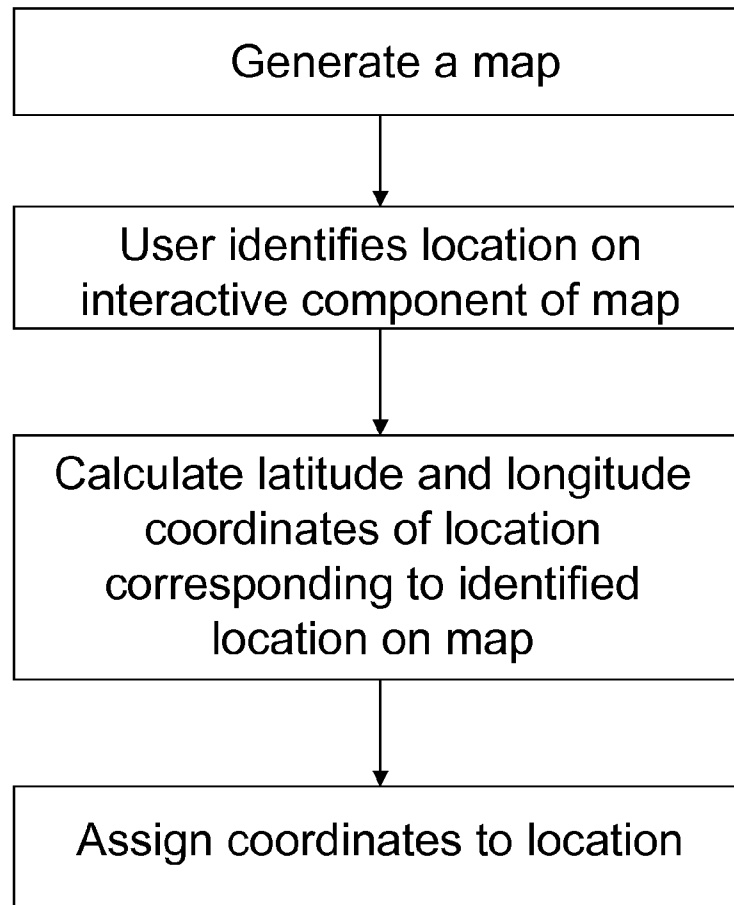 Generate a map
User identifies location on
interactive component of map
Calculate latitude and longitude
coordinates of location
corresponding to identified
location on map
Assign coordinates to location